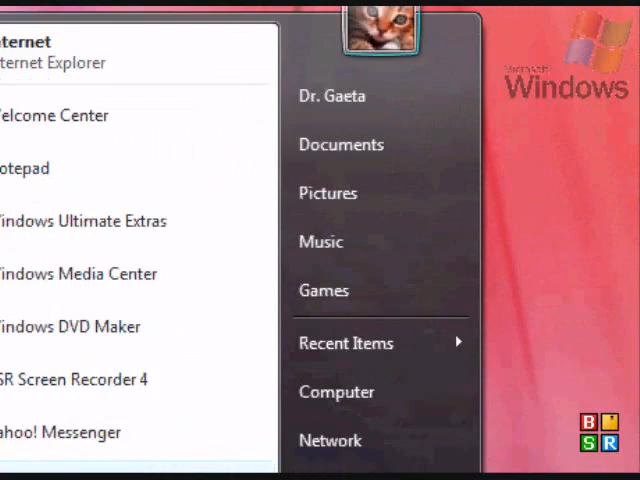 nternet
ternet Explorer
elcome Center
otepad
indows Ultimate Extras
indows Media Center
indows DVD Maker
SR Screen Recorder 4
ahoo! Messenger
Dr. Gaeta
Documents
Pictures
Music
Games
Recent Items
Computer
Network
Microsoft
Windows
B
S R